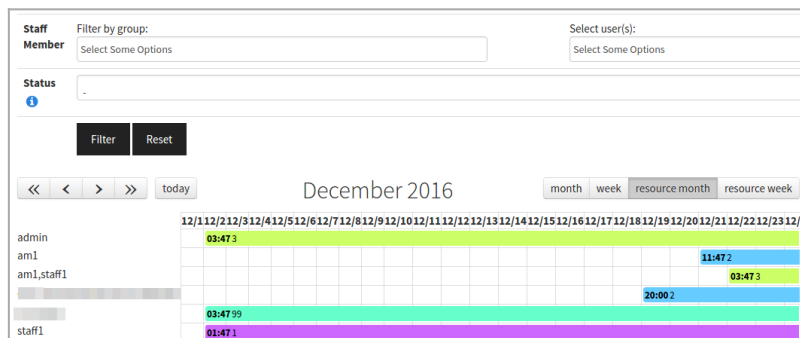 Staff Member
Filter by group:
Select user(s):
Select Some Options
Select Some Options
Status
-
Filter
Reset
today
December 2016
month
week
resource month
resource week
12/1 12/2 12/3 12/4 12/5 12/6 12/7 12/8 12/9 12/10 12/11 12/12 12/13 12/14 12/15 12/16 12/17 12/18 12/19 12/20 12/21 12/22 12/23 12/
admin
03:47 3
am1
11:47 2
am1,staff1
03:47 3
20:00 2
03:47 99
staff1
01:47 1